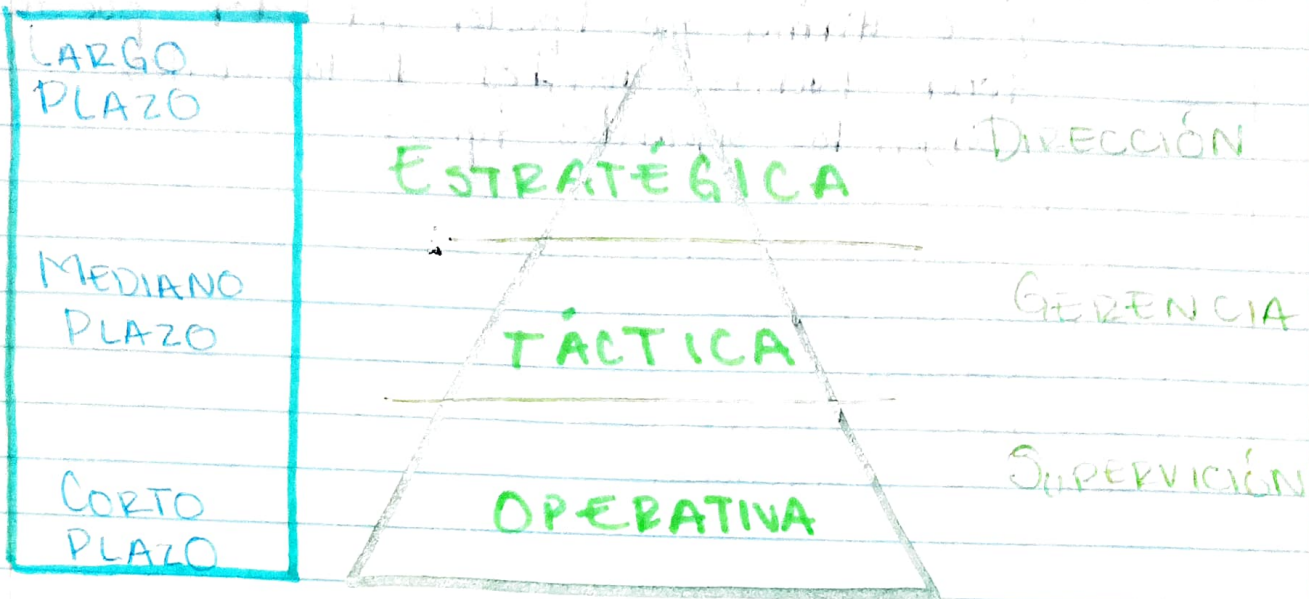 LARGO
PLAZO
ESTRATÉGICA
DIRECCIÓN
MEDIANO
PLAZO
TÁCTICA
GERENCIA
CORTO
PLAZO
OPERATIVA
SUPERVICIÓN